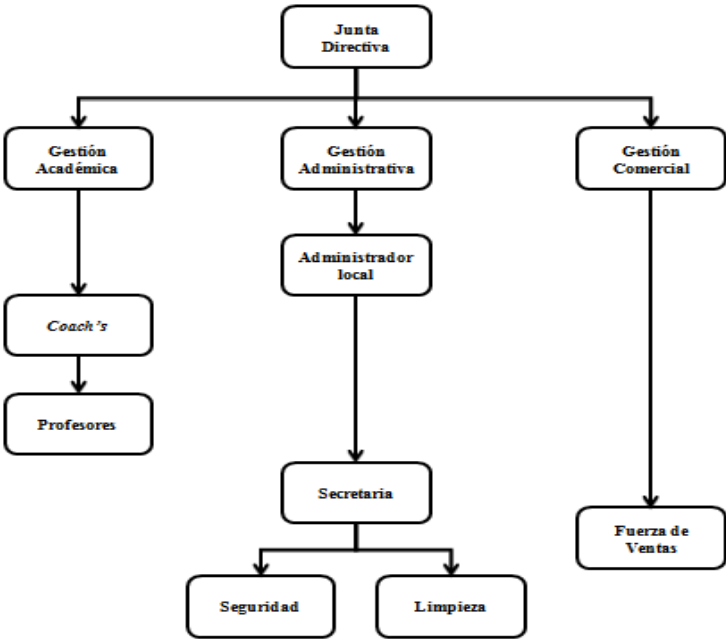 Junta
Directiva
Gestión
Académica
Gestión
Administrativa
Gestión
Comercial
Administrador
local
Coach's
Profesores
Secretaria
Fuerza de
Ventas
Seguridad
Limpieza